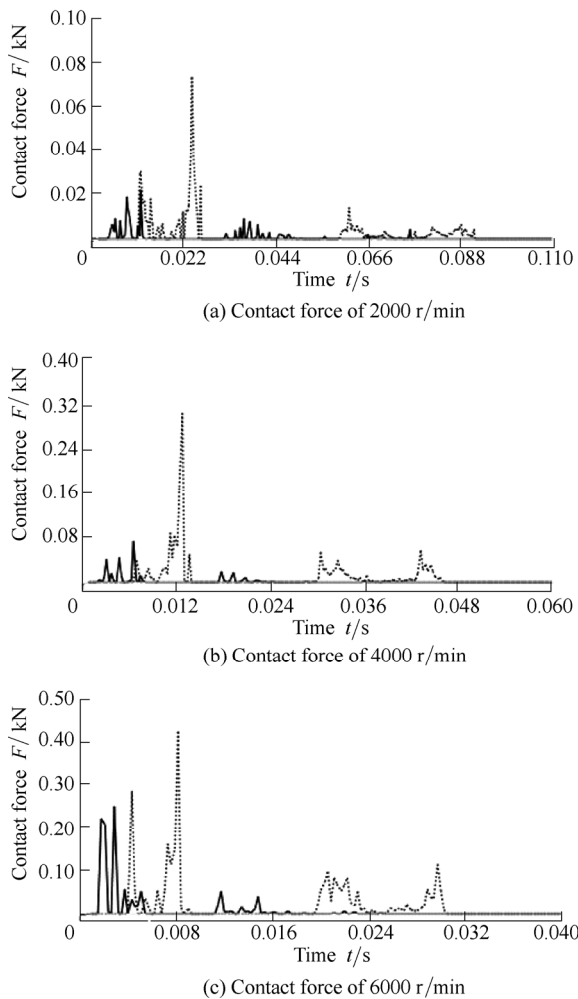 0.10
0.08
0.06
0.04
0.02
Contact force F/ kN
0 0.022 0.044 0.066 0.088 0.110
Time t/s
(a) Contact force of 2000 r/min
0.40
0.32
0.24
0.16
0.08
Contact force F/ kN
0 0.012 0.024 0.036 0.048 0.060
Time t/s
(b) Contact force of 4000 r/min
0.50
0.40
0.30
0.20
0.10
Contact force F/ kN
0 0.008 0.016 0.024 0.032 0.040
Time t/s
(c) Contact force of 6000 r/min